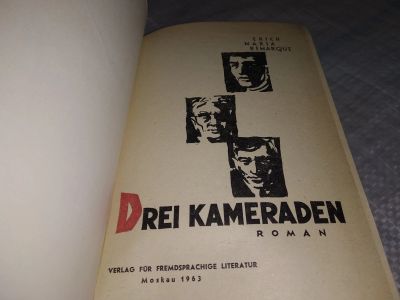 ERICH
MARIA
REMARQUE
DREI KAMERADEN
ROMAN
VERLAG FÜR FREMDSPRACHIGE LITERATUR
Moskau 1963